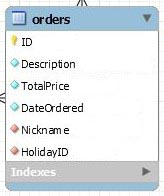 orders
ID
Description
TotalPrice
DateOrdered
Nickname
HolidayID
Indexes